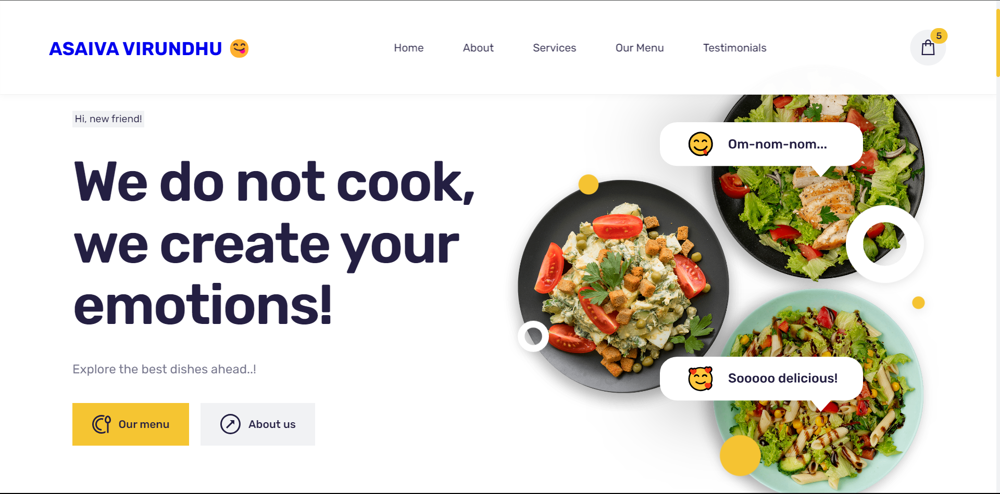 ASAIVA VIRUNDHU 😋
Home About Services Our Menu Testimonials
5
Hi, new friend!
We do not cook,
we create your
emotions!
Explore the best dishes ahead..!
Our menu About us
Om-nom-nom...
Sooooo delicious!